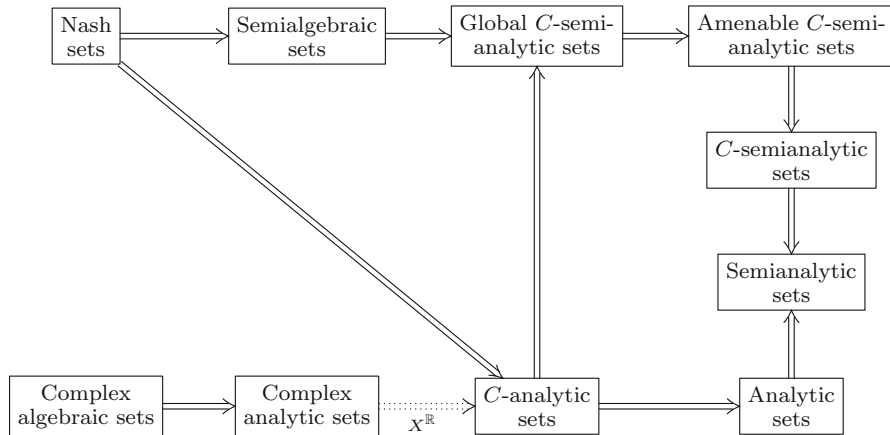 Nash
sets
Semialgebraic
sets
Global C-semi-
analytic sets
Amenable C-semi-
analytic sets
C-semianalytic
sets
Semianalytic
sets
Complex
algebraic sets
Complex
analytic sets
X^ℝ
C-analytic
sets
Analytic
sets